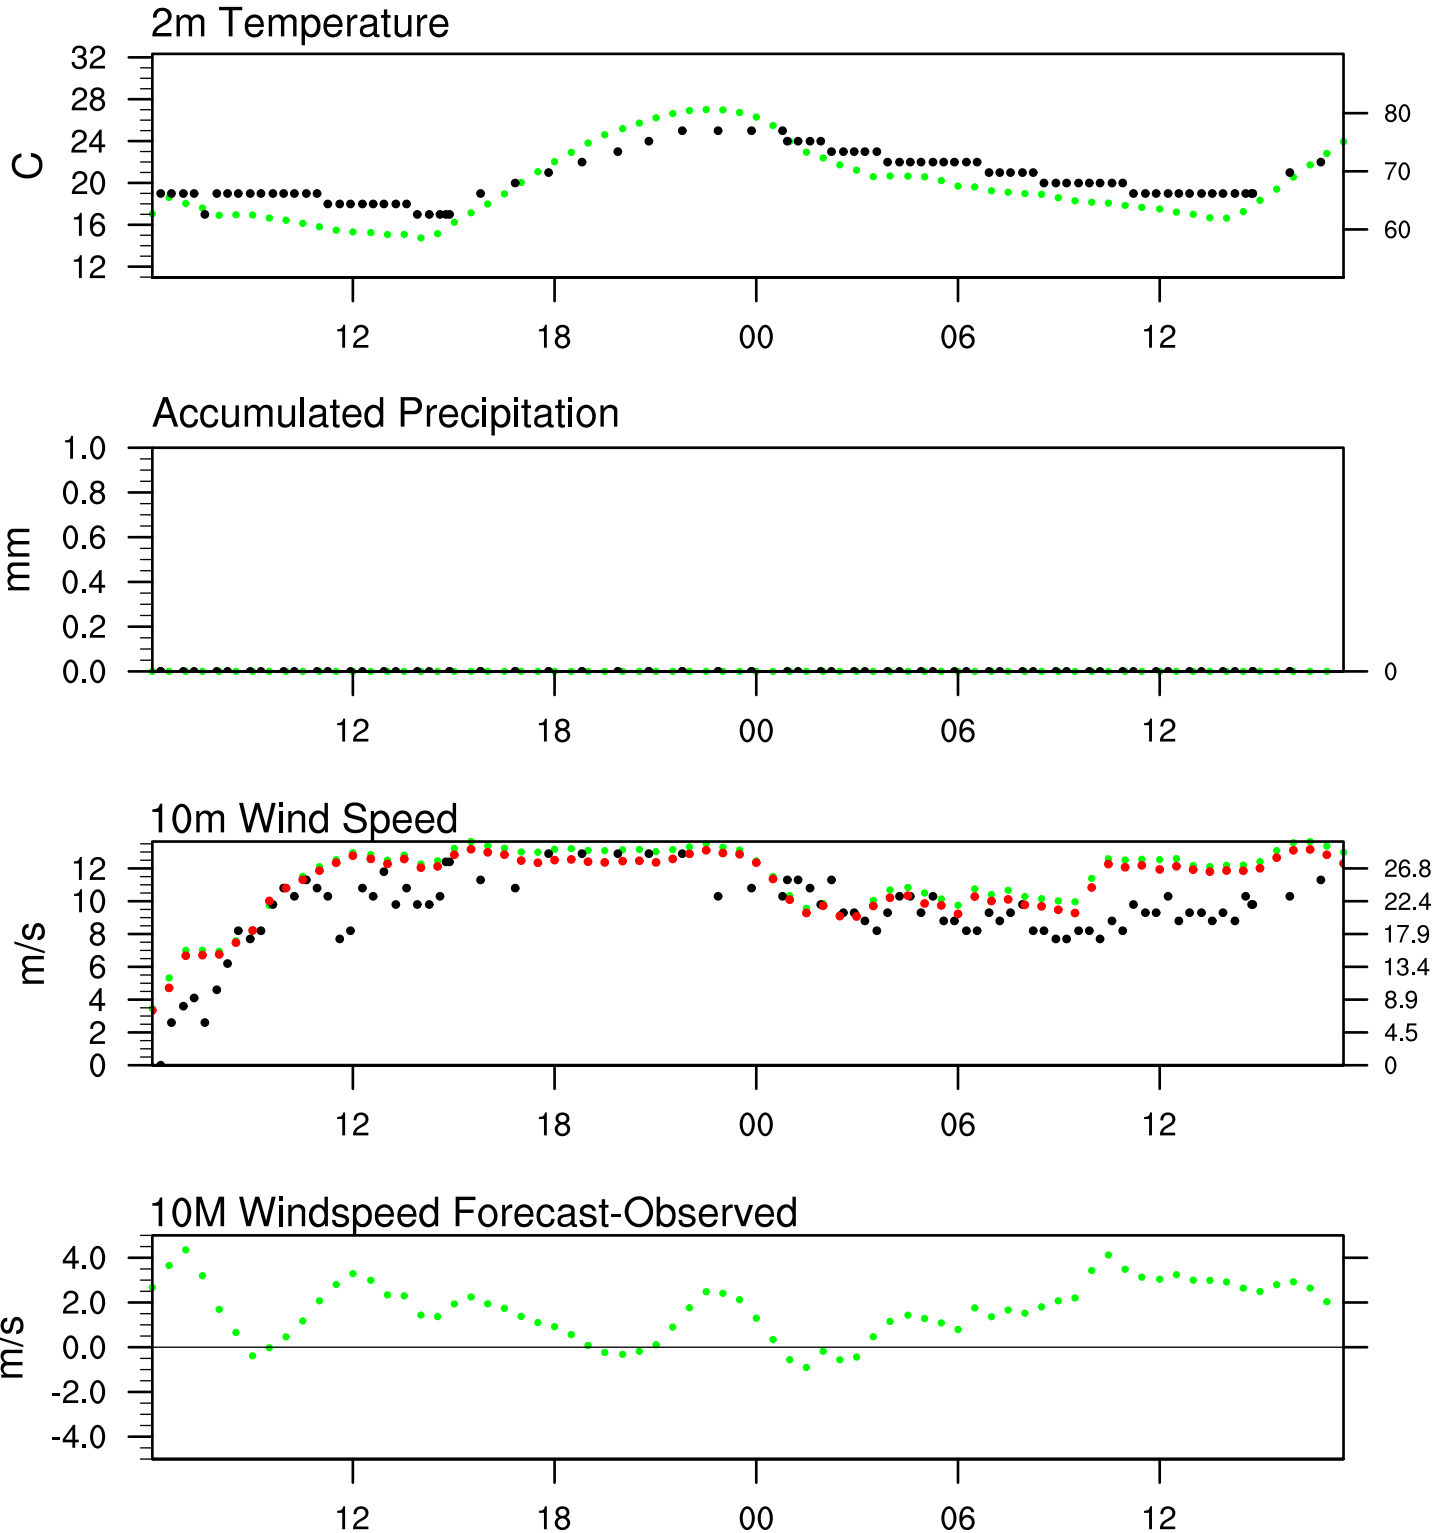 2m Temperature
32
28
24
20
16
12
C
80
70
60
12 18 00 06 12
Accumulated Precipitation
1.0
0.8
0.6
0.4
0.2
0.0
mm
0
12 18 00 06 12
10m Wind Speed
12
10
8
6
4
2
0
m/s
26.8
22.4
17.9
13.4
8.9
4.5
0
12 18 00 06 12
10M Windspeed Forecast-Observed
4.0
2.0
0.0
-2.0
-4.0
m/s
12 18 00 06 12